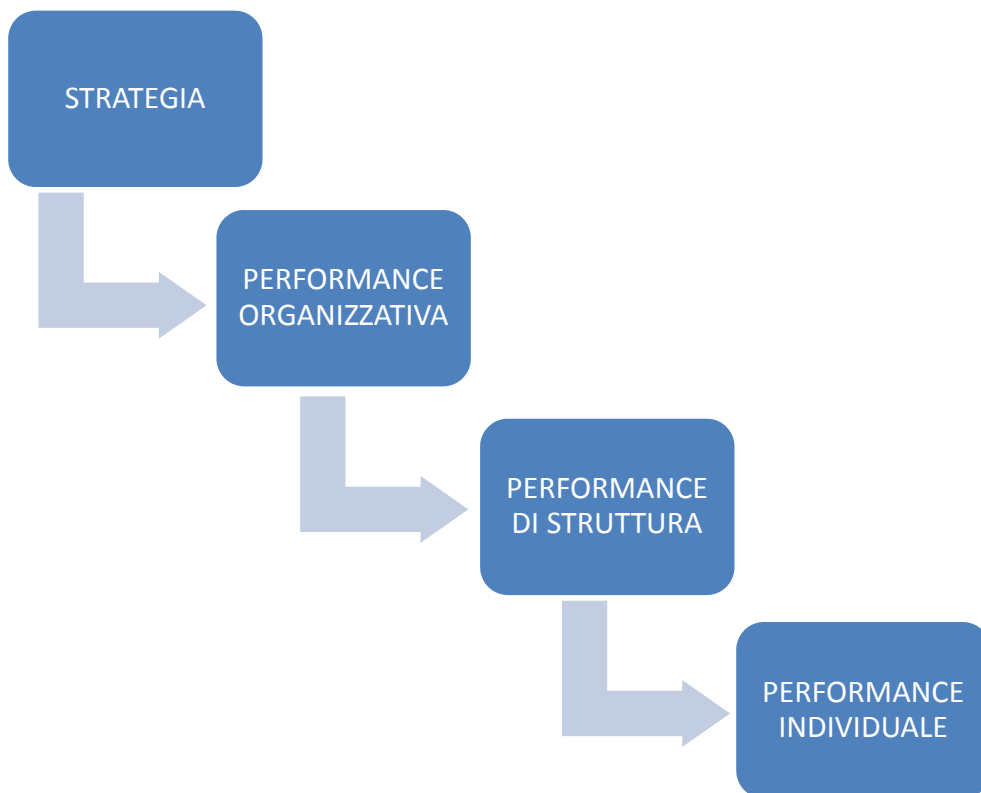 STRATEGIA
PERFORMANCE
ORGANIZZATIVA
PERFORMANCE
DI STRUTTURA
PERFORMANCE
INDIVIDUALE